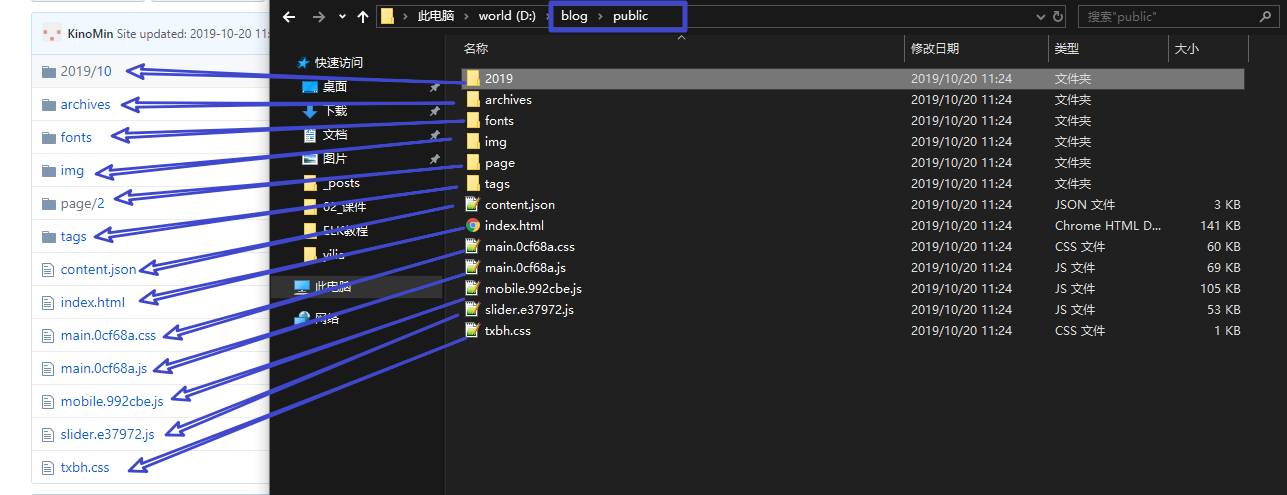 KinoMin Site updated: 2019-10-20 11:
2019/10
archives
fonts
img
page/2
tags
content.json
index.html
main.0cf68a.css
main.0cf68a.js
mobile.992cbe.js
slider.e37972.js
txbh.css
此电脑 › world (D:) › blog › public
搜索"public"
快速访问
桌面
下载
文档
图片
_posts
02_课件
ELK教程
yilia
此电脑
网络
名称 修改日期 类型 大小
2019 2019/10/20 11:24 文件夹
archives 2019/10/20 11:24 文件夹
fonts 2019/10/20 11:24 文件夹
img 2019/10/20 11:24 文件夹
page 2019/10/20 11:24 文件夹
tags 2019/10/20 11:24 文件夹
content.json 2019/10/20 11:24 JSON 文件 3 KB
index.html 2019/10/20 11:24 Chrome HTML D... 141 KB
main.0cf68a.css 2019/10/20 11:24 CSS 文件 60 KB
main.0cf68a.js 2019/10/20 11:24 JS 文件 69 KB
mobile.992cbe.js 2019/10/20 11:24 JS 文件 105 KB
slider.e37972.js 2019/10/20 11:24 JS 文件 53 KB
txbh.css 2019/10/20 11:24 CSS 文件 1 KB